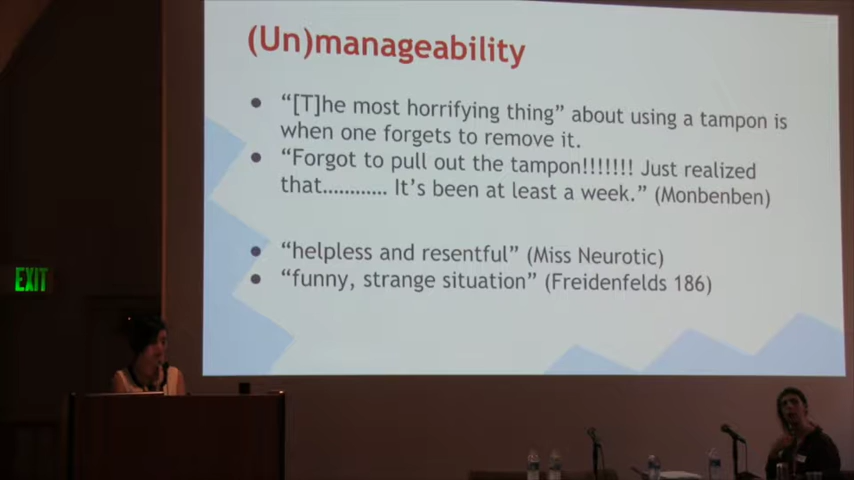 (Un)manageability
● “[T]he most horrifying thing” about using a tampon is
when one forgets to remove it.
● “Forgot to pull out the tampon!!!!!!! Just realized
that............ It’s been at least a week.” (Monbenben)
● “helpless and resentful” (Miss Neurotic)
● “funny, strange situation” (Freidenfelds 186)
EXIT